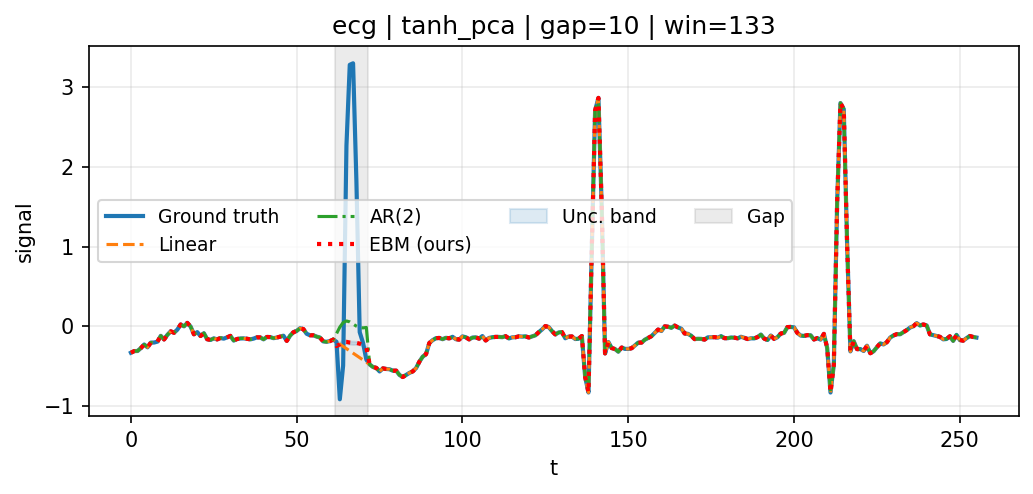 ecg | tanh_pca | gap=10 | win=133
signal
3
2
1
0
−1
Ground truth
Linear
AR(2)
EBM (ours)
Unc. band
Gap
0 50 100 150 200 250
t